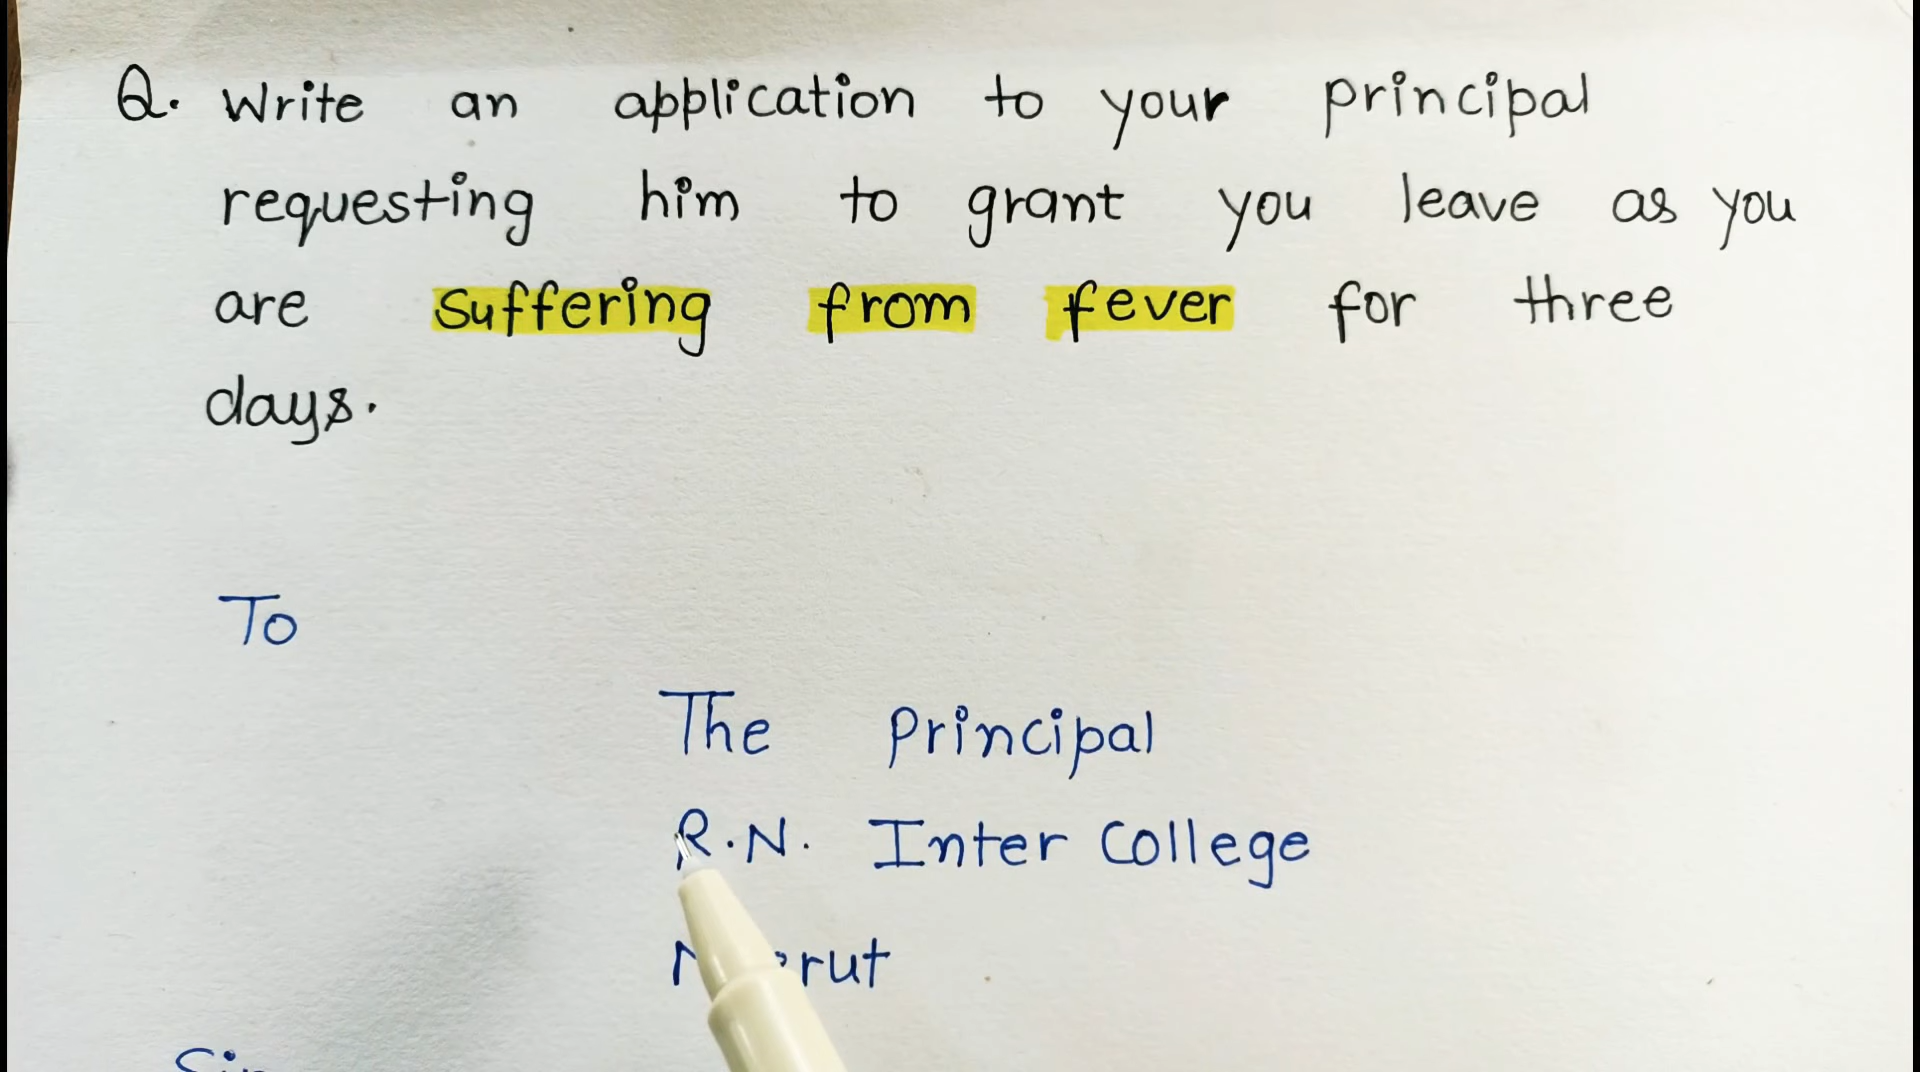 Q. Write an application to your principal
requesting him to grant you leave as you
are suffering from fever for three
days.
To
The Principal
R.N. Inter College